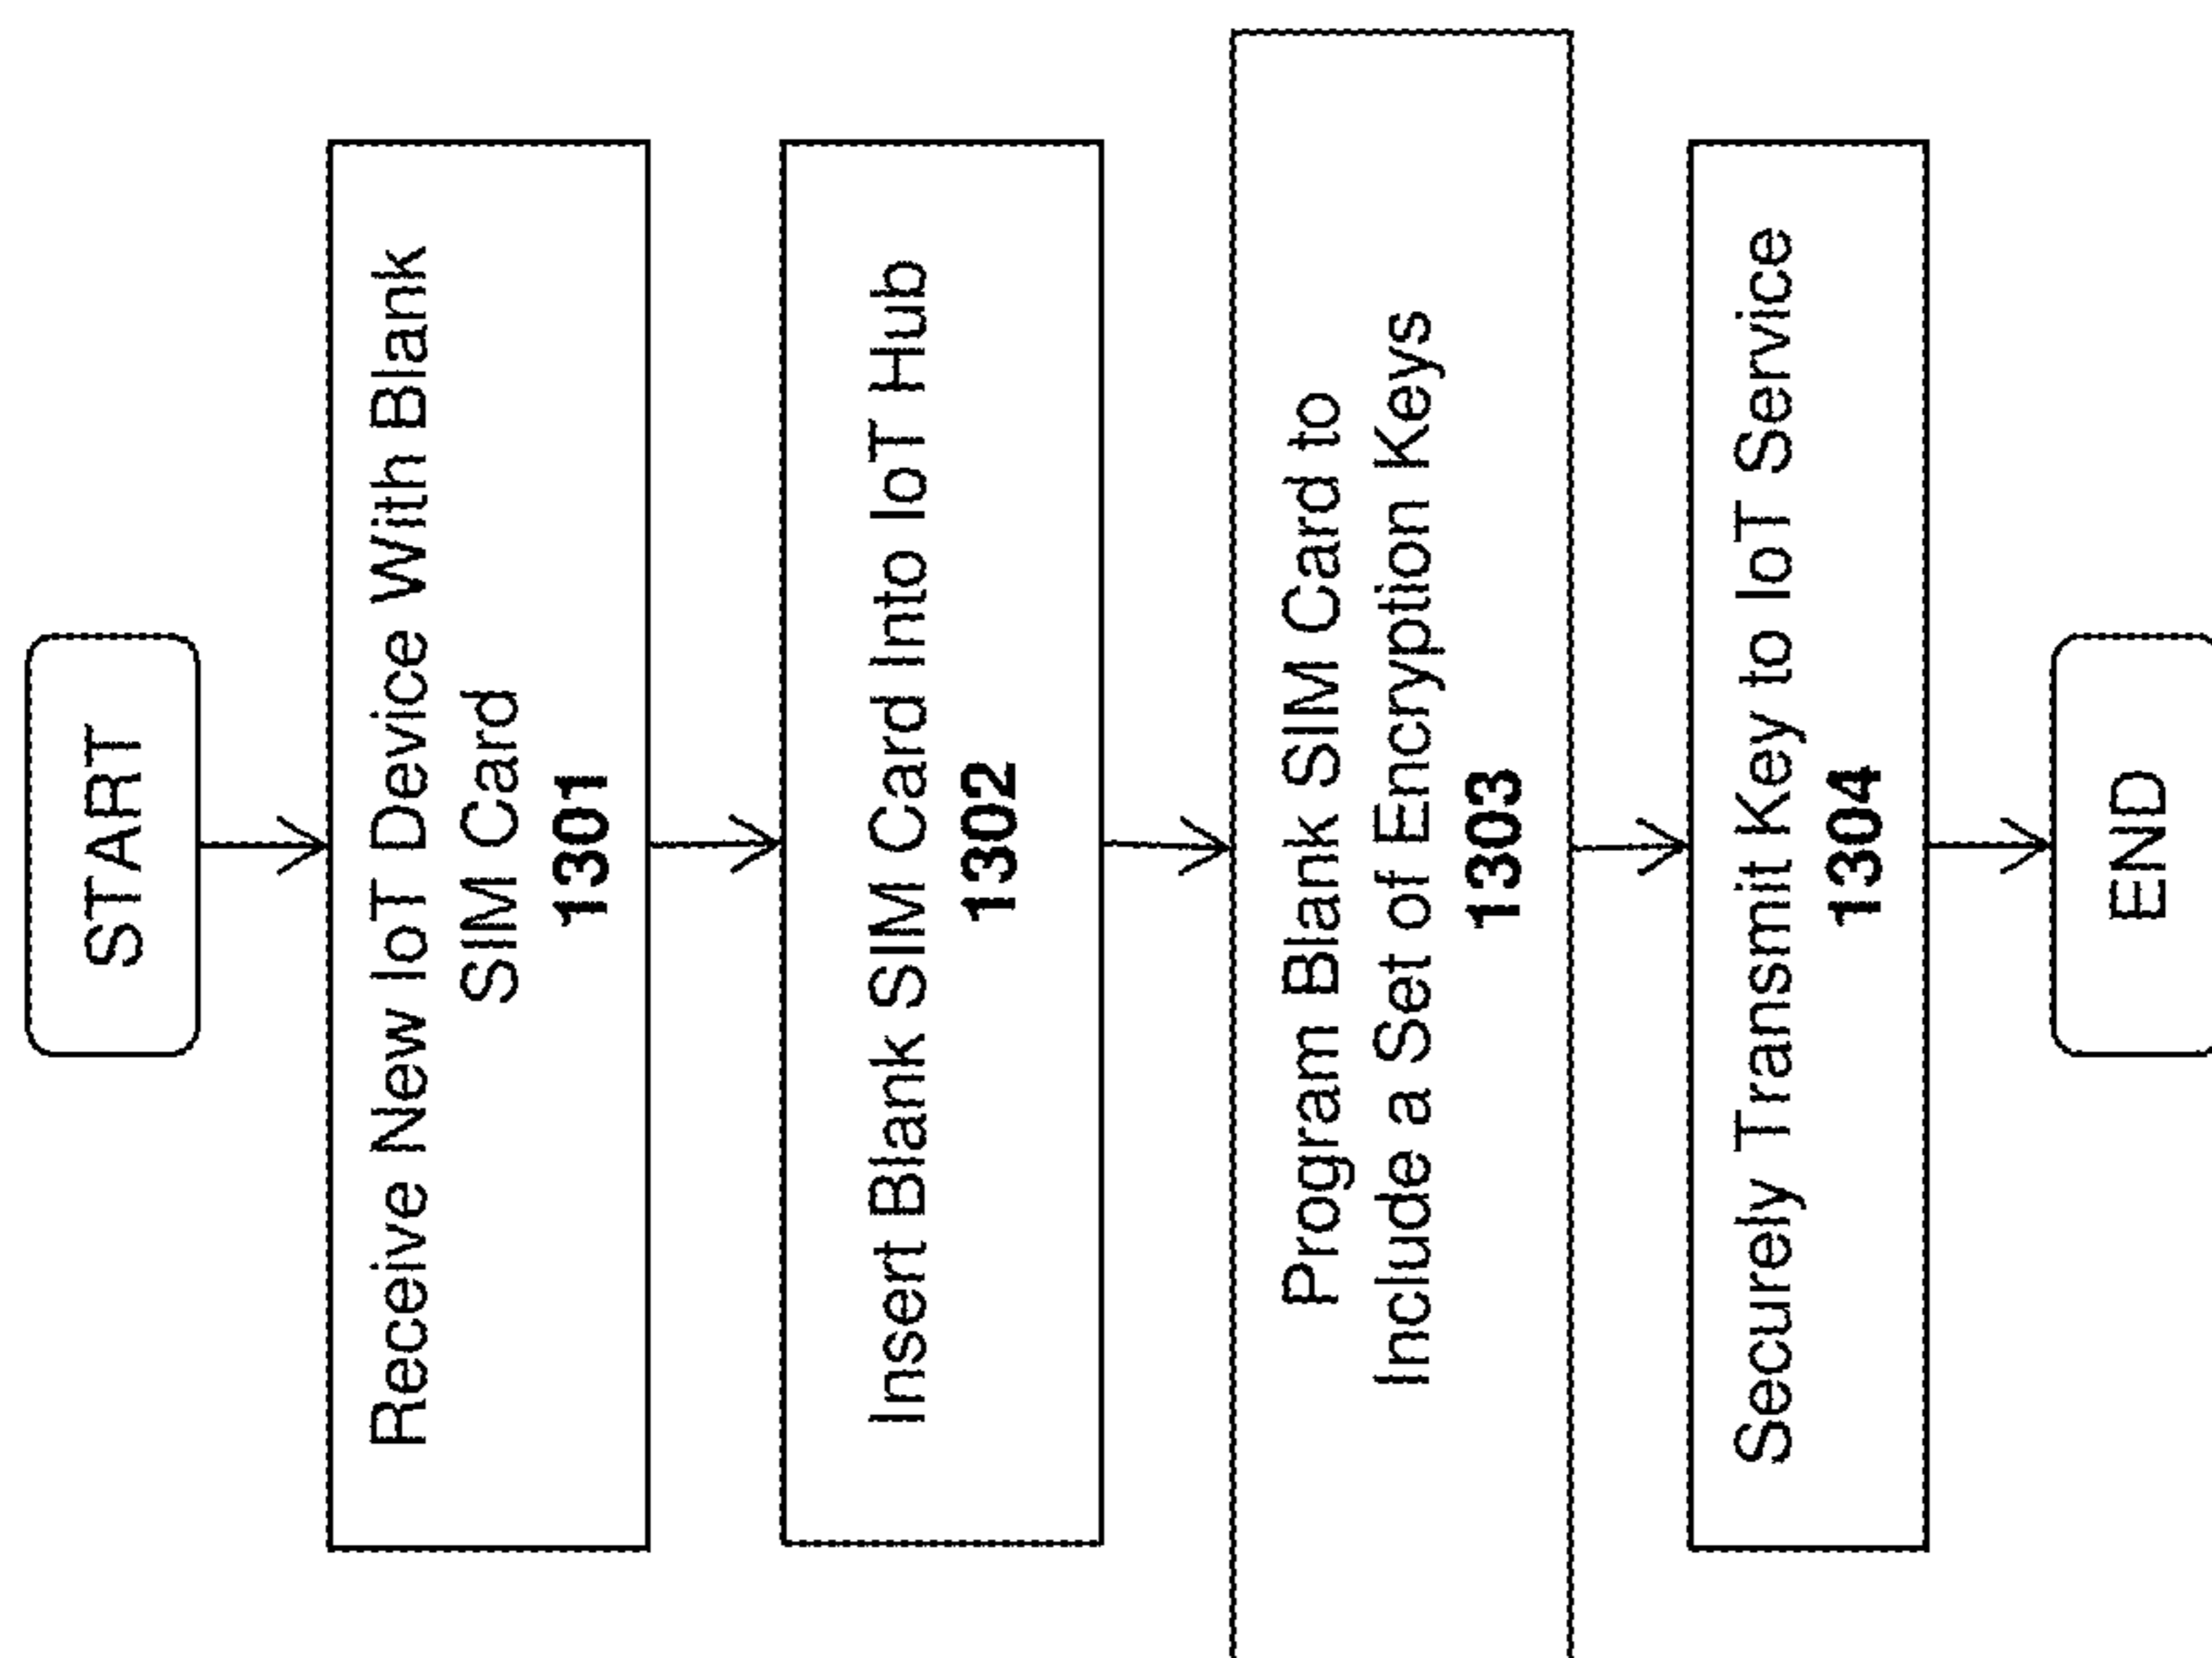 START
Receive New IoT Device With Blank
SIM Card
1301
Insert Blank SIM Card Into IoT Hub
1302
Program Blank SIM Card to
Include a Set of Encryption Keys
1303
Securely Transmit Key to IoT Service
1304
END